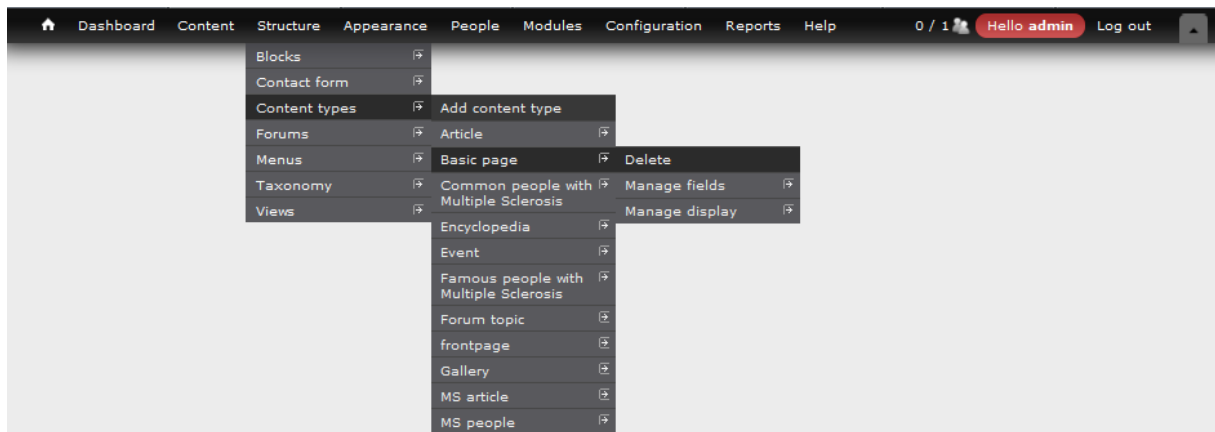 Dashboard Content Structure Appearance People Modules Configuration Reports Help 0 / 1 Hello admin Log out
Blocks
Contact form
Content types
Forums
Menus
Taxonomy
Views
Add content type
Article
Basic page
Common people with
Multiple Sclerosis
Encyclopedia
Event
Famous people with
Multiple Sclerosis
Forum topic
frontpage
Gallery
MS article
MS people
Delete
Manage fields
Manage display